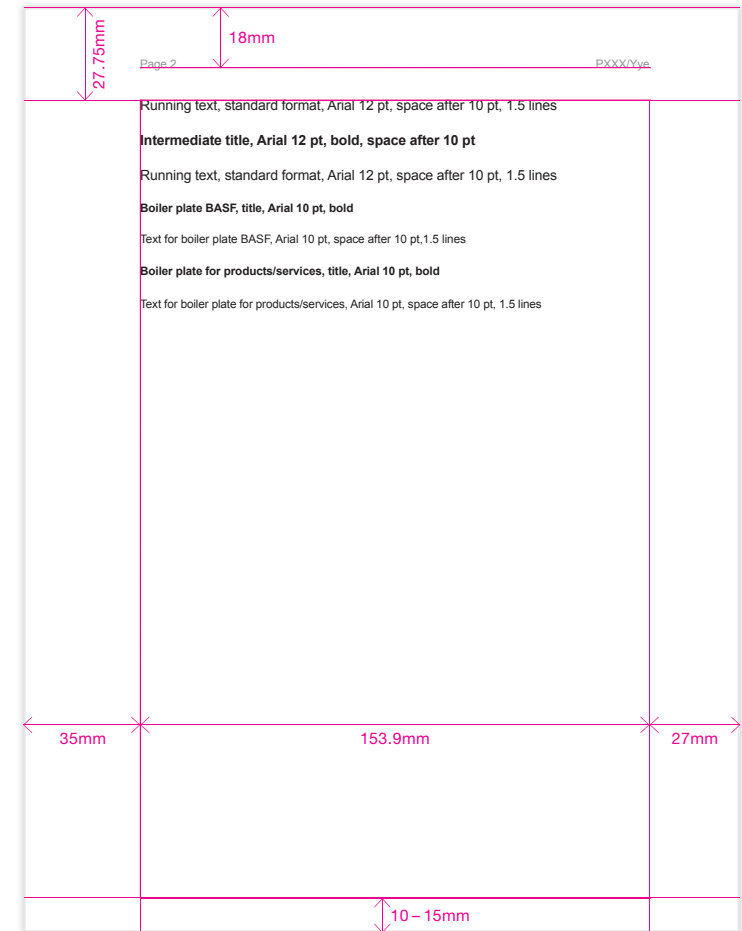 27.75mm
18mm
Page 2 PXXX/Yye
Running text, standard format, Arial 12 pt, space after 10 pt, 1.5 lines
Intermediate title, Arial 12 pt, bold, space after 10 pt
Running text, standard format, Arial 12 pt, space after 10 pt, 1.5 lines
Boiler plate BASF, title, Arial 10 pt, bold
Text for boiler plate BASF, Arial 10 pt, space after 10 pt,1.5 lines
Boiler plate for products/services, title, Arial 10 pt, bold
Text for boiler plate for products/services, Arial 10 pt, space after 10 pt, 1.5 lines
35mm 153.9mm 27mm
10–15mm